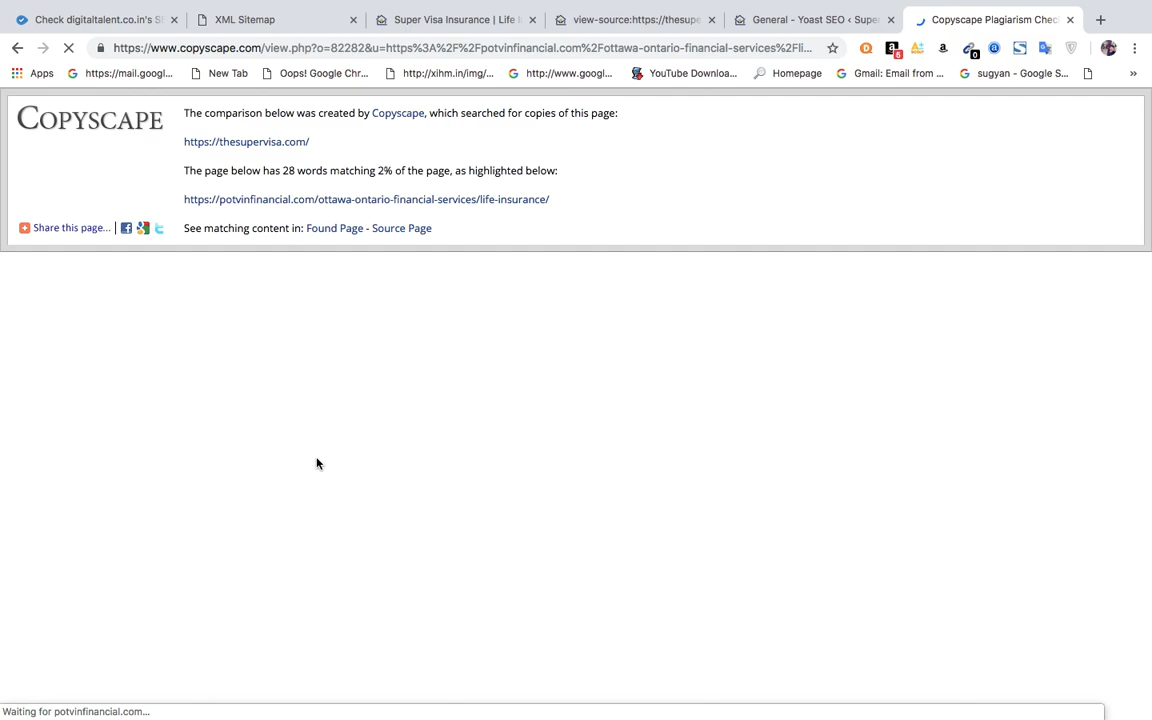 Check digitaltalent.co.in's S
XML Sitemap
Super Visa Insurance | Life I
view-source:https://thesupe
General - Yoast SEO ‹ Super
Copyscape Plagiarism Chec
https://www.copyscape.com/view.php?o=82282&u=https%3A%2F%2Fpotvinfinancial.com%2Fottawa-ontario-financial-services%2Fli...
Apps
https://mail.googl...
New Tab
Oops! Google Chr...
http://xihm.in/img/...
http://www.googl...
YouTube Downloa...
Homepage
Gmail: Email from ...
sugyan - Google S...
»
COPYSCAPE
The comparison below was created by Copyscape, which searched for copies of this page:
https://thesupervisa.com/
The page below has 28 words matching 2% of the page, as highlighted below:
https://potvinfinancial.com/ottawa-ontario-financial-services/life-insurance/
Share this page... |
See matching content in: Found Page - Source Page
Waiting for potvinfinancial.com...